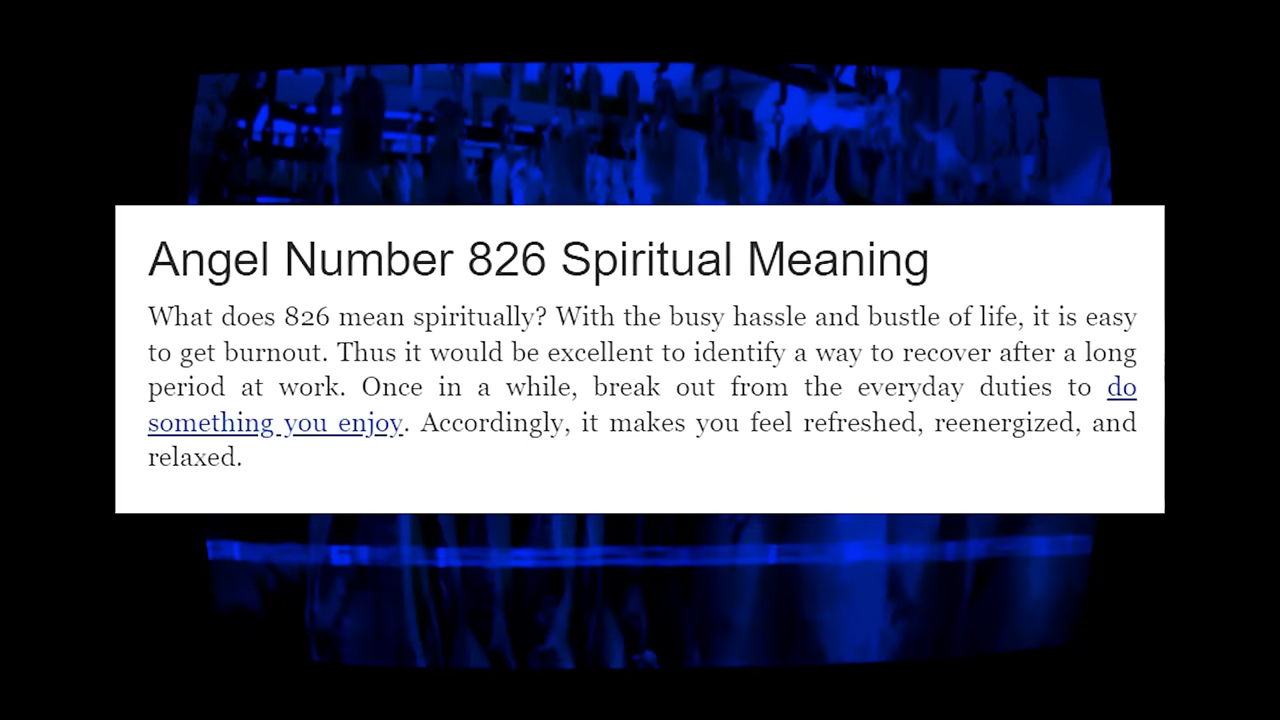 Angel Number 826 Spiritual Meaning
What does 826 mean spiritually? With the busy hassle and bustle of life, it is easy
to get burnout. Thus it would be excellent to identify a way to recover after a long
period at work. Once in a while, break out from the everyday duties to do
something you enjoy. Accordingly, it makes you feel refreshed, reenergized, and
relaxed.